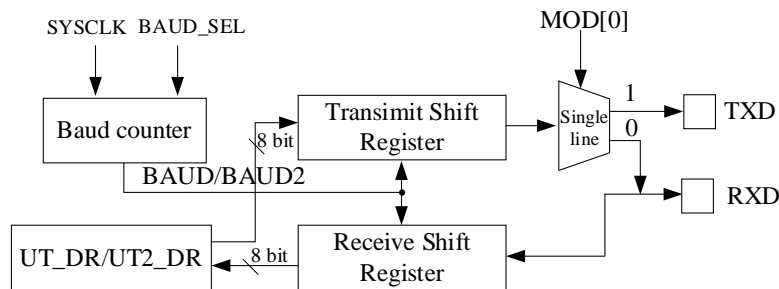 SYSCLK BAUD_SEL
MOD[0]
Baud counter
8 bit
Transimit Shift
Register
Single
line
1
0
TXD
BAUD/BAUD2
RXD
UT_DR/UT2_DR
8 bit
Receive Shift
Register